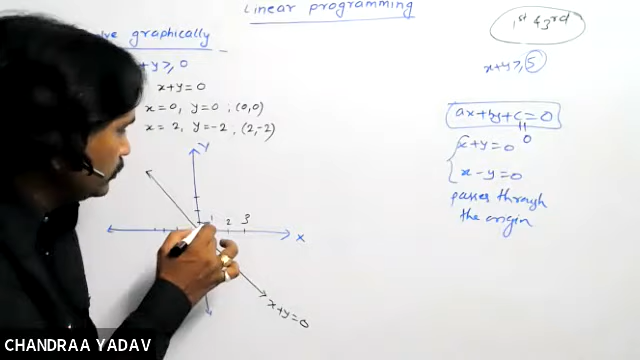 Linear programming
1st & 3rd
ve graphically
+y ≥, 0
x+y ≥, 5
x+y=0
x=0, y=0, (0,0)
ax+by+c=0
x=2, y=-2, (2,-2)
0
x+y=0
x-y=0
Y
passes through
the origin
1 2 3
X
x+y=0
CHANDRAA YADAV